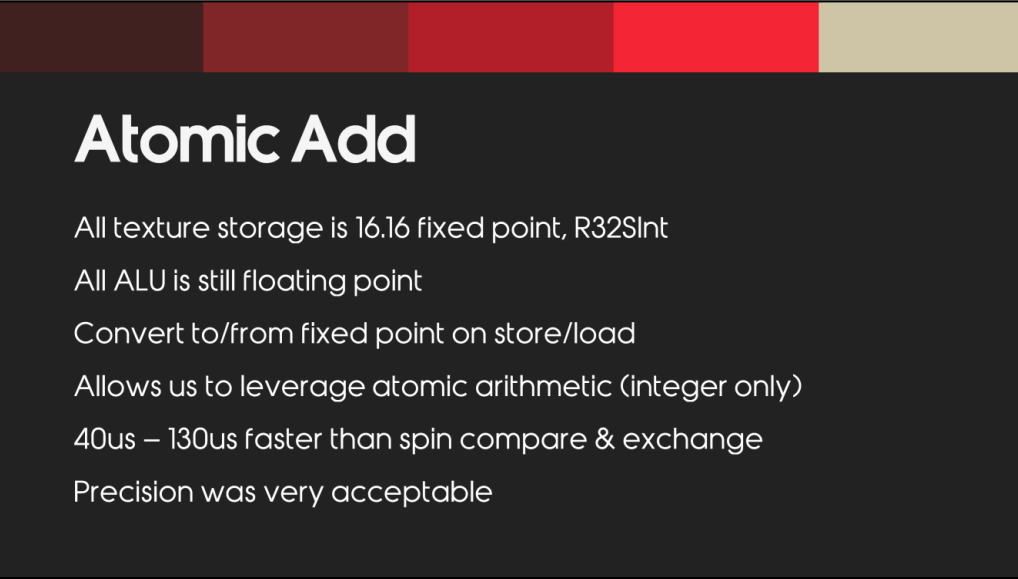 Atomic Add
All texture storage is 16.16 fixed point, R32SInt
All ALU is still floating point
Convert to/from fixed point on store/load
Allows us to leverage atomic arithmetic (integer only)
40us – 130us faster than spin compare & exchange
Precision was very acceptable